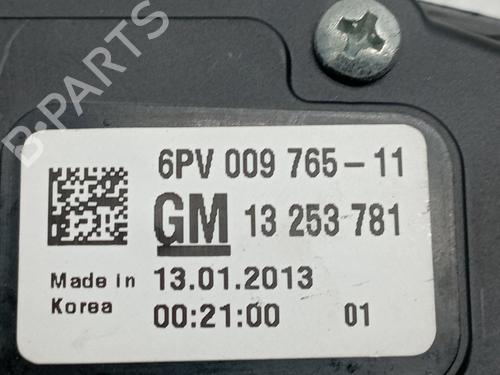 B-PARTS
6PV 009 765-11
GM 13 253 781
Made in 13.01.2013
Korea 00:21:00 01